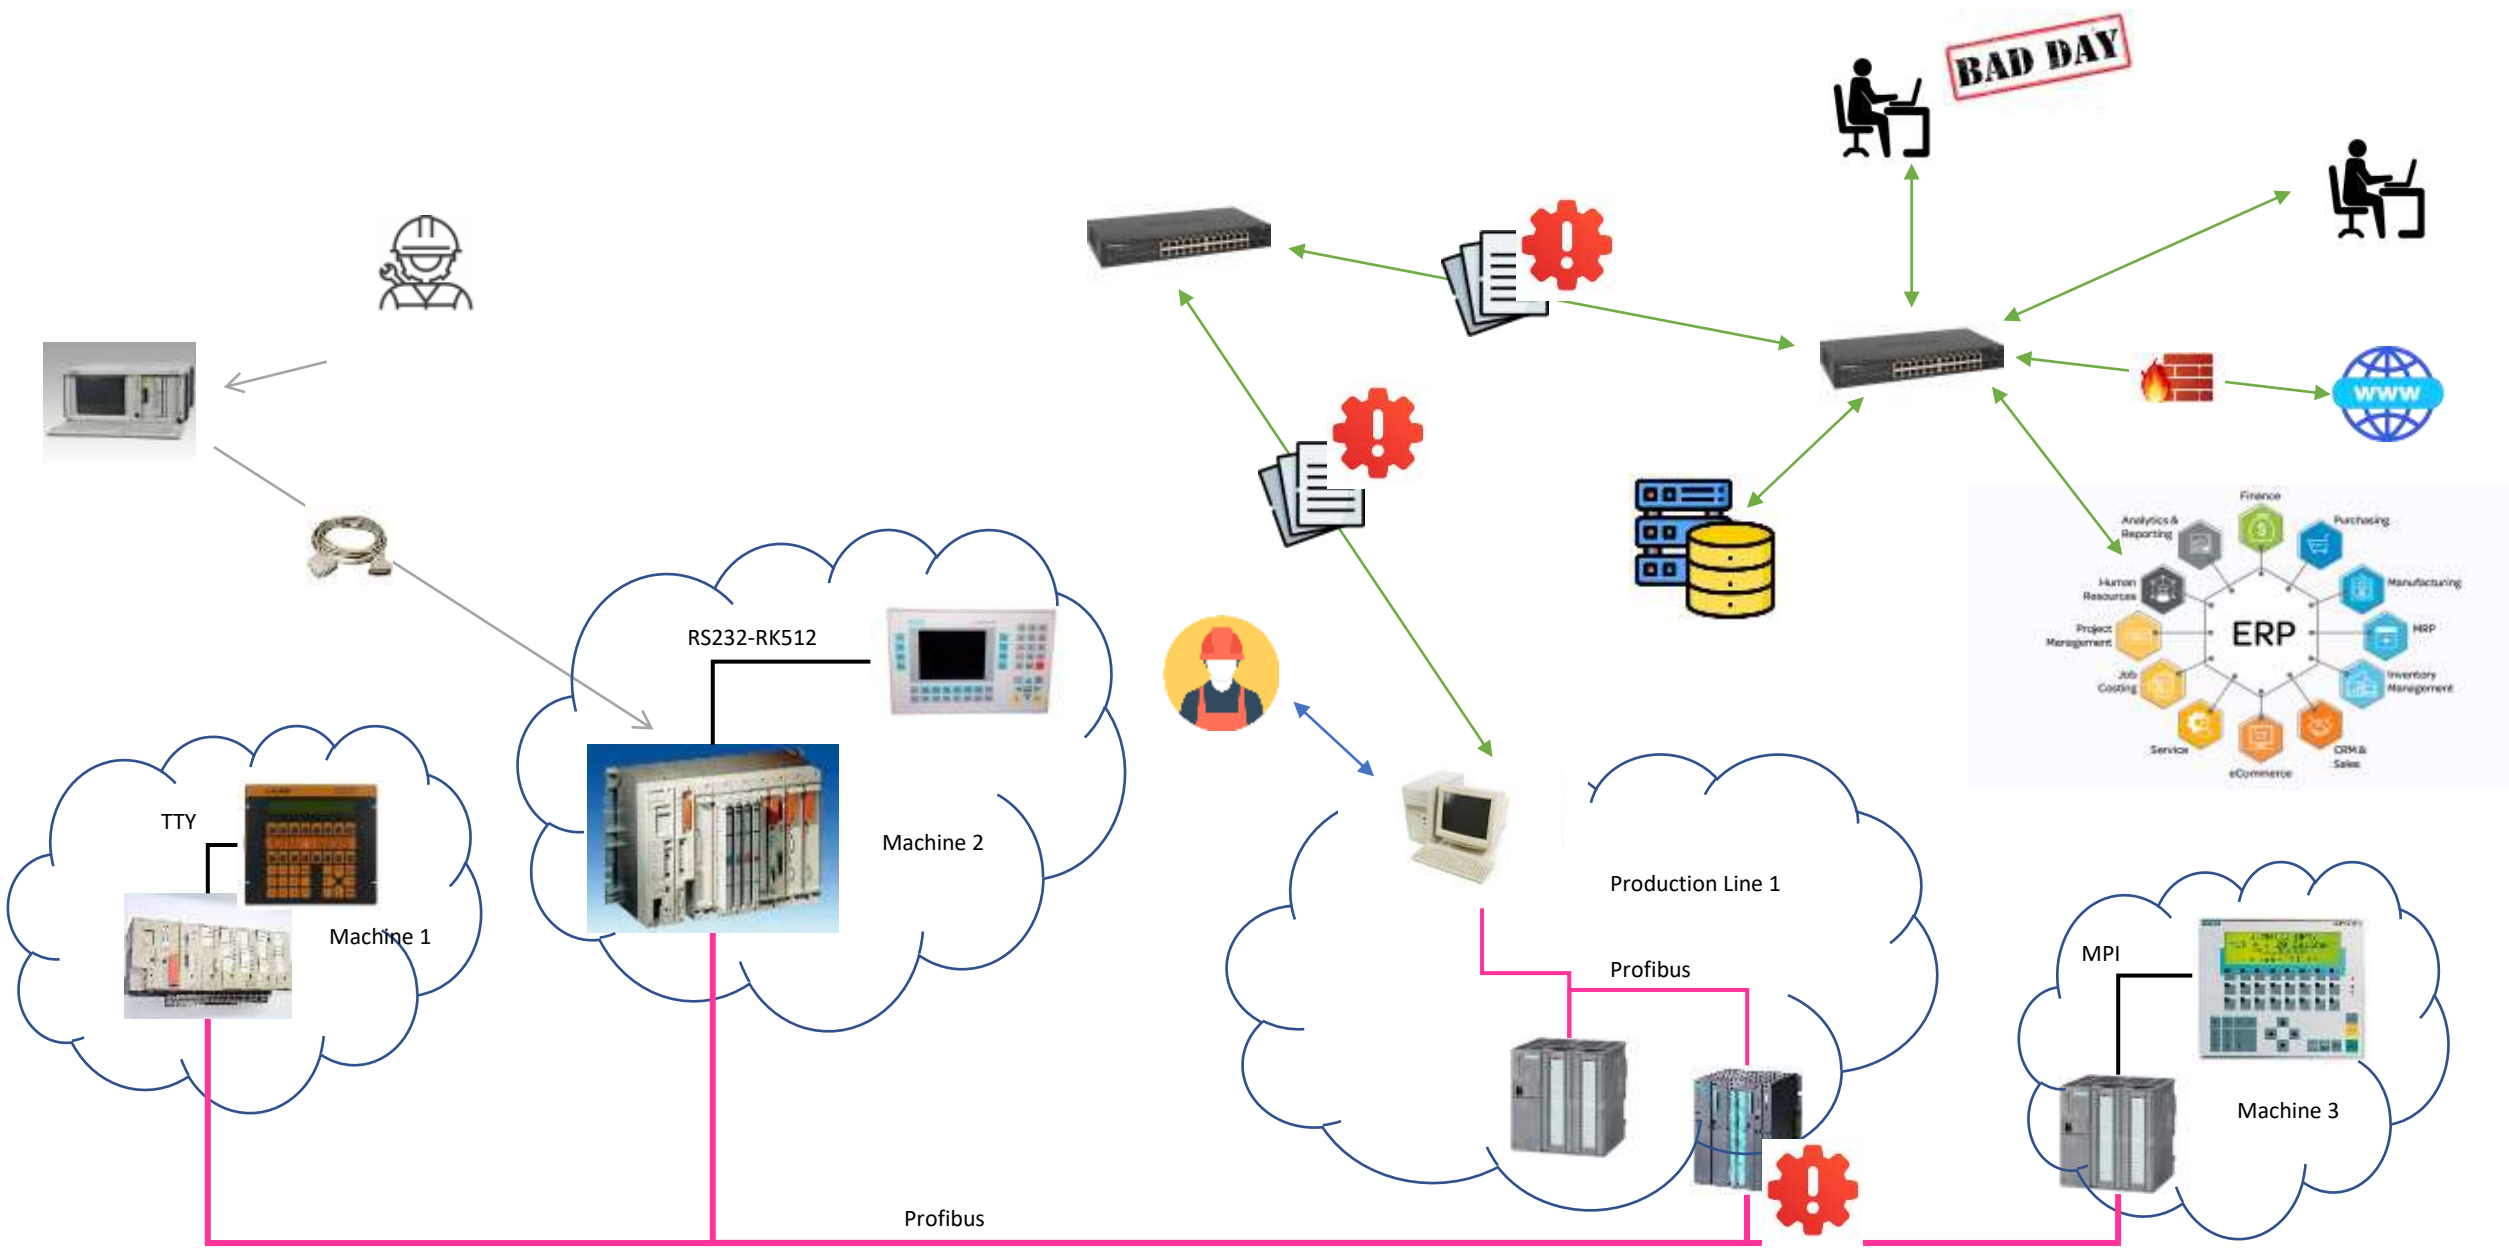 BAD DAY
WWW
Finance
Analytics &
Reporting
Purchasing
Human
Resources
Manufacturing
Project
Management
ERP
MRP
Job
Costing
Inventory
Management
Service
CRM &
Sales
eCommerce
RS232-RK512
TTY
Machine 1
Machine 2
Production Line 1
Profibus
MPI
Machine 3
Profibus